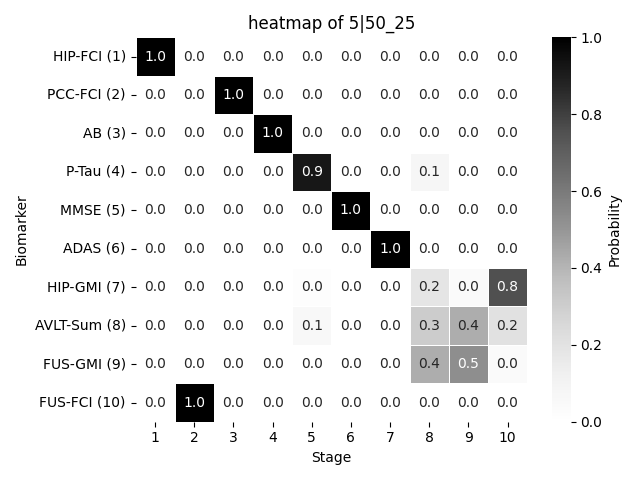 heatmap of 5|50_25
HIP-FCI (1) 1.0 0.0 0.0 0.0 0.0 0.0 0.0 0.0 0.0 0.0
PCC-FCI (2) 0.0 0.0 1.0 0.0 0.0 0.0 0.0 0.0 0.0 0.0
AB (3) 0.0 0.0 0.0 1.0 0.0 0.0 0.0 0.0 0.0 0.0
P-Tau (4) 0.0 0.0 0.0 0.0 0.9 0.0 0.0 0.1 0.0 0.0
MMSE (5) 0.0 0.0 0.0 0.0 0.0 1.0 0.0 0.0 0.0 0.0
ADAS (6) 0.0 0.0 0.0 0.0 0.0 0.0 1.0 0.0 0.0 0.0
HIP-GMI (7) 0.0 0.0 0.0 0.0 0.0 0.0 0.0 0.2 0.0 0.8
AVLT-Sum (8) 0.0 0.0 0.0 0.0 0.1 0.0 0.0 0.3 0.4 0.2
FUS-GMI (9) 0.0 0.0 0.0 0.0 0.0 0.0 0.0 0.4 0.5 0.0
FUS-FCI (10) 0.0 1.0 0.0 0.0 0.0 0.0 0.0 0.0 0.0 0.0
1 2 3 4 5 6 7 8 9 10
Stage
Biomarker
1.0
0.8
0.6
0.4
0.2
0.0
Probability